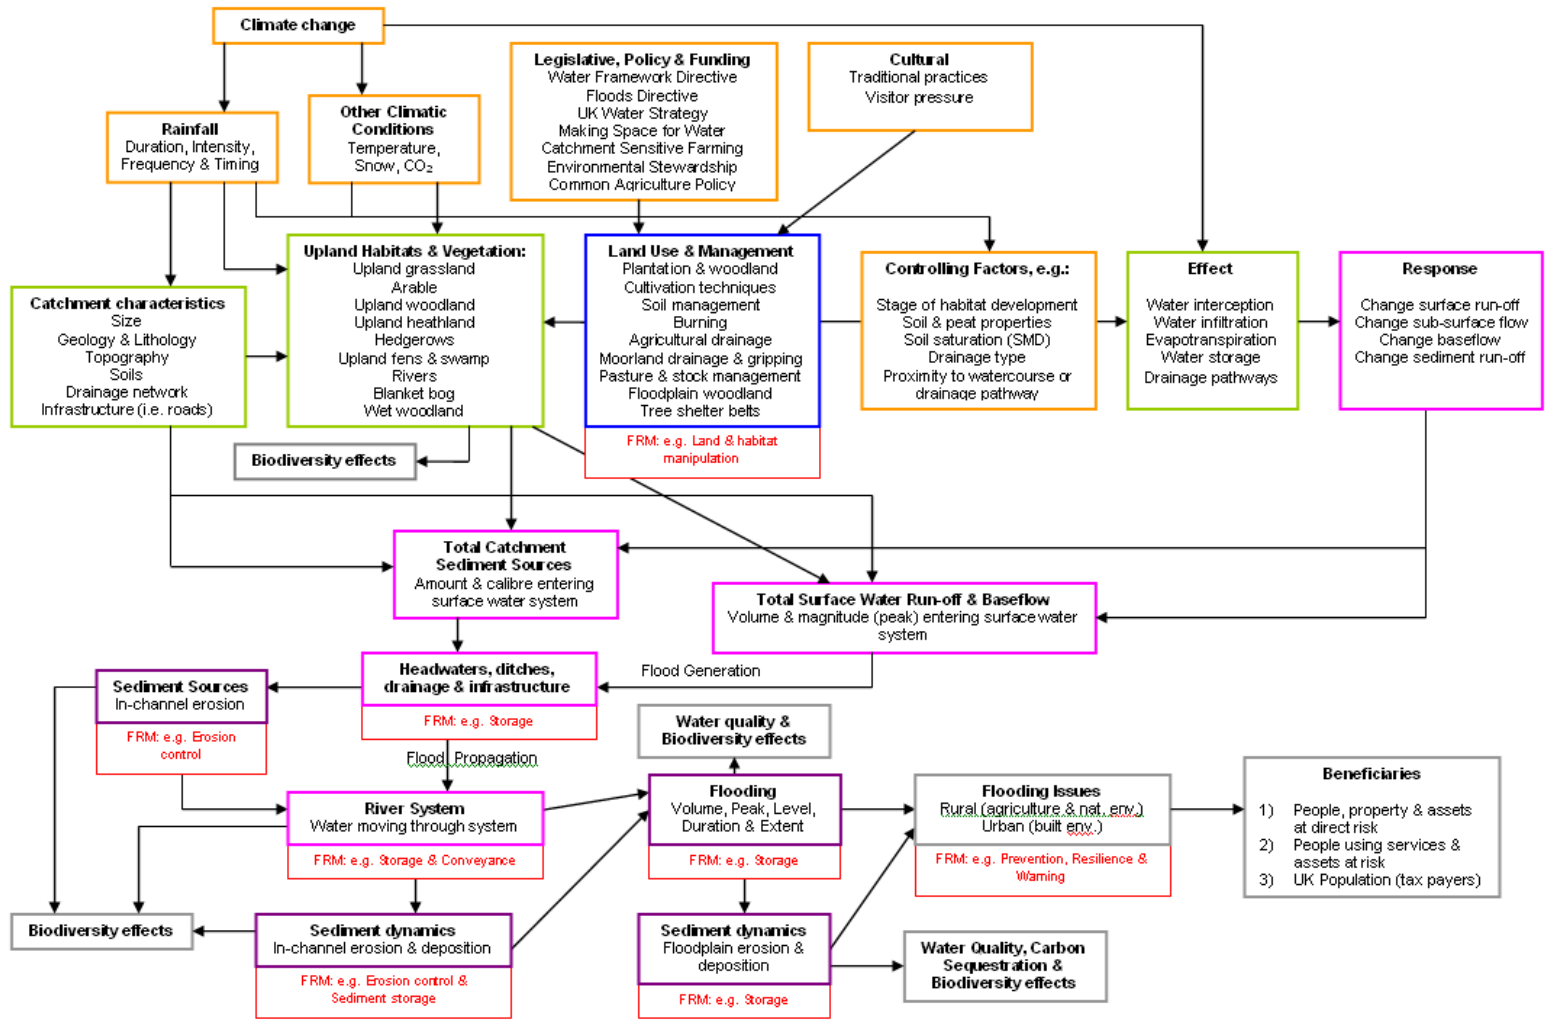 Climate change
Legislative, Policy & Funding
Water Framework Directive
Floods Directive
UK Water Strategy
Making Space for Water
Catchment Sensitive Farming
Environmental Stewardship
Common Agriculture Policy
Cultural
Traditional practices
Visitor pressure
Rainfall
Duration, Intensity,
Frequency & Timing
Other Climatic
Conditions
Temperature,
Snow, CO₂
Catchment characteristics
Size
Geology & Lithology
Topography
Soils
Drainage network
Infrastructure (i.e. roads)
Upland Habitats & Vegetation:
Upland grassland
Arable
Upland woodland
Upland heathland
Hedgerows
Upland fens & swamp
Rivers
Blanket bog
Wet woodland
Land Use & Management
Plantation & woodland
Cultivation techniques
Soil management
Burning
Agricultural drainage
Moorland drainage & gripping
Pasture & stock management
Floodplain woodland
Tree shelter belts
FRM: e.g. Land & habitat
manipulation
Controlling Factors, e.g.:
Stage of habitat development
Soil & peat properties
Soil saturation (SMD)
Drainage type
Proximity to watercourse or
drainage pathway
Effect
Water interception
Water infiltration
Evapotranspiration
Water storage
Drainage pathways
Response
Change surface run-off
Change sub-surface flow
Change baseflow
Change sediment run-off
Biodiversity effects
Total Catchment
Sediment Sources
Amount & calibre entering
surface water system
Total Surface Water Run-off & Baseflow
Volume & magnitude (peak) entering surface water
system
Headwaters, ditches,
drainage & infrastructure
FRM: e.g. Storage
Flood Generation
Sediment Sources
In-channel erosion
FRM: e.g. Erosion
control
Flood Propagation
Water quality &
Biodiversity effects
River System
Water moving through system
FRM: e.g. Storage & Conveyance
Flooding
Volume, Peak, Level,
Duration & Extent
FRM: e.g. Storage
Flooding Issues
Rural (agriculture & nat. env.)
Urban (built env.)
FRM: e.g. Prevention, Resilience &
Warning
Beneficiaries
1) People, property & assets
at direct risk
2) People using services &
assets at risk
3) UK Population (tax payers)
Biodiversity effects
Sediment dynamics
In-channel erosion & deposition
FRM: e.g. Erosion control &
Sediment storage
Sediment dynamics
Floodplain erosion &
deposition
FRM: e.g. Storage
Water Quality, Carbon
Sequestration &
Biodiversity effects